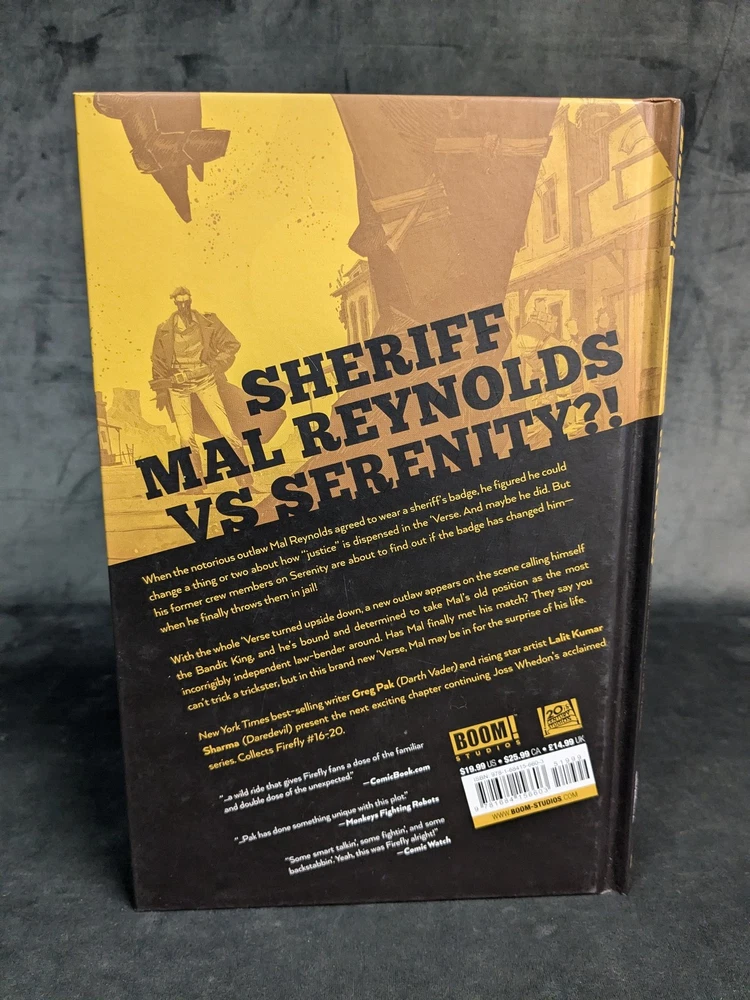 SHERIFF
MAL REYNOLDS
VS SERENITY?!
When the notorious outlaw Mal Reynolds agreed to wear a sheriff's badge, he figured he could
change a thing or two about how "justice" is dispensed in the 'Verse. And maybe he did. But
his former crew members on Serenity are about to find out if the badge has changed him—
when he finally throws them in jail!
With the whole 'Verse turned upside down, a new outlaw appears on the scene calling himself
the Bandit King, and he's bound and determined to take Mal's old position as the most
incorrigibly independent law-bender around. Has Mal finally met his match? They say you
can't trick a trickster, but in this brand new 'Verse, Mal may be in for the surprise of his life.
New York Times best-selling writer Greg Pak (Darth Vader) and rising star artist Lalit Kumar
Sharma (Daredevil) present the next exciting chapter continuing Joss Whedon's acclaimed
series. Collects Firefly #16-20.
"...a wild ride that gives Firefly fans a dose of the familiar
and double dose of the unexpected."
—ComicBook.com
"...Pak has done something unique with this plot."
—Monkeys Fighting Robots
"Some smart talkin', some fightin', and some
backstabbin'. Yeah, this was Firefly alright!"
—Comic Watch
BOOM!
STUDIOS
$19.99 US • $25.99 CA • £14.99 UK
WWW.BOOM-STUDIOS.COM